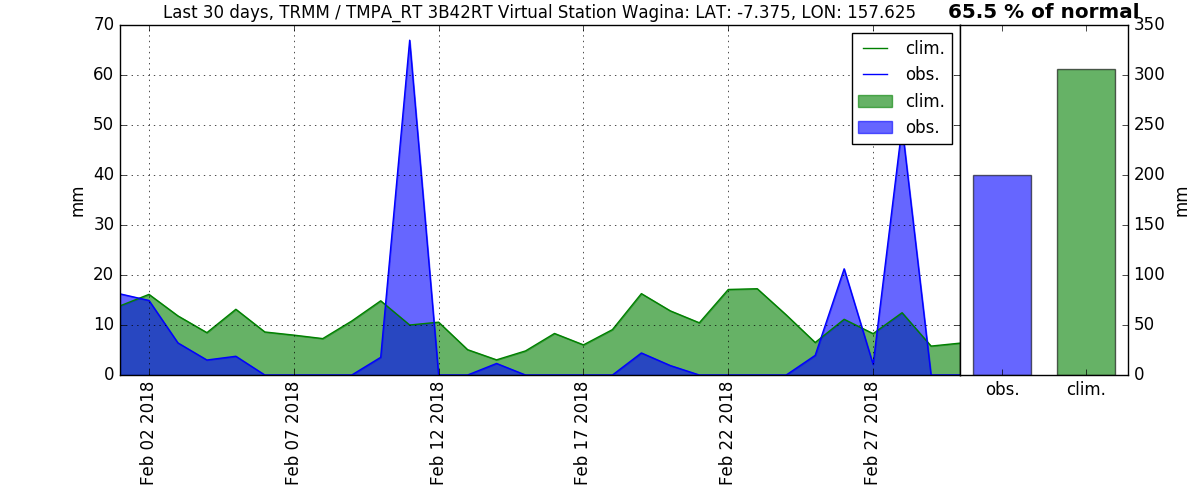 Last 30 days, TRMM / TMPA_RT 3B42RT Virtual Station Wagina: LAT: -7.375, LON: 157.625
65.5 % of normal
70
60
50
40
30
20
10
0
mm
clim.
obs.
clim.
obs.
350
300
250
200
150
100
50
0
mm
Feb 02 2018
Feb 07 2018
Feb 12 2018
Feb 17 2018
Feb 22 2018
Feb 27 2018
obs.
clim.